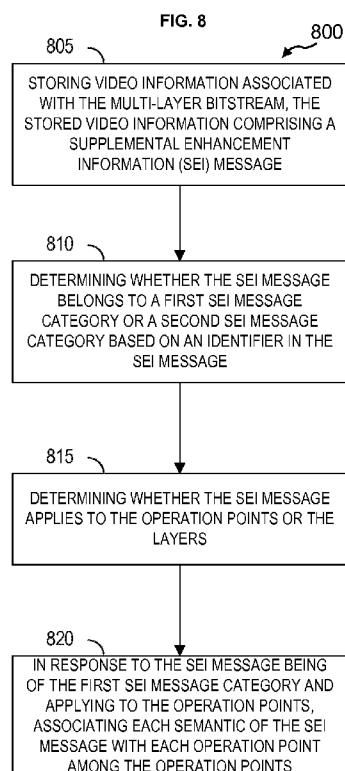 FIG. 8
800
805
STORING VIDEO INFORMATION ASSOCIATED
WITH THE MULTI-LAYER BITSTREAM, THE
STORED VIDEO INFORMATION COMPRISING A
SUPPLEMENTAL ENHANCEMENT
INFORMATION (SEI) MESSAGE
810
DETERMINING WHETHER THE SEI MESSAGE
BELONGS TO A FIRST SEI MESSAGE
CATEGORY OR A SECOND SEI MESSAGE
CATEGORY BASED ON AN IDENTIFIER IN THE
SEI MESSAGE
815
DETERMINING WHETHER THE SEI MESSAGE
APPLIES TO THE OPERATION POINTS OR THE
LAYERS
820
IN RESPONSE TO THE SEI MESSAGE BEING
OF THE FIRST SEI MESSAGE CATEGORY AND
APPLYING TO THE OPERATION POINTS,
ASSOCIATING EACH SEMANTIC OF THE SEI
MESSAGE WITH EACH OPERATION POINT
AMONG THE OPERATION POINTS